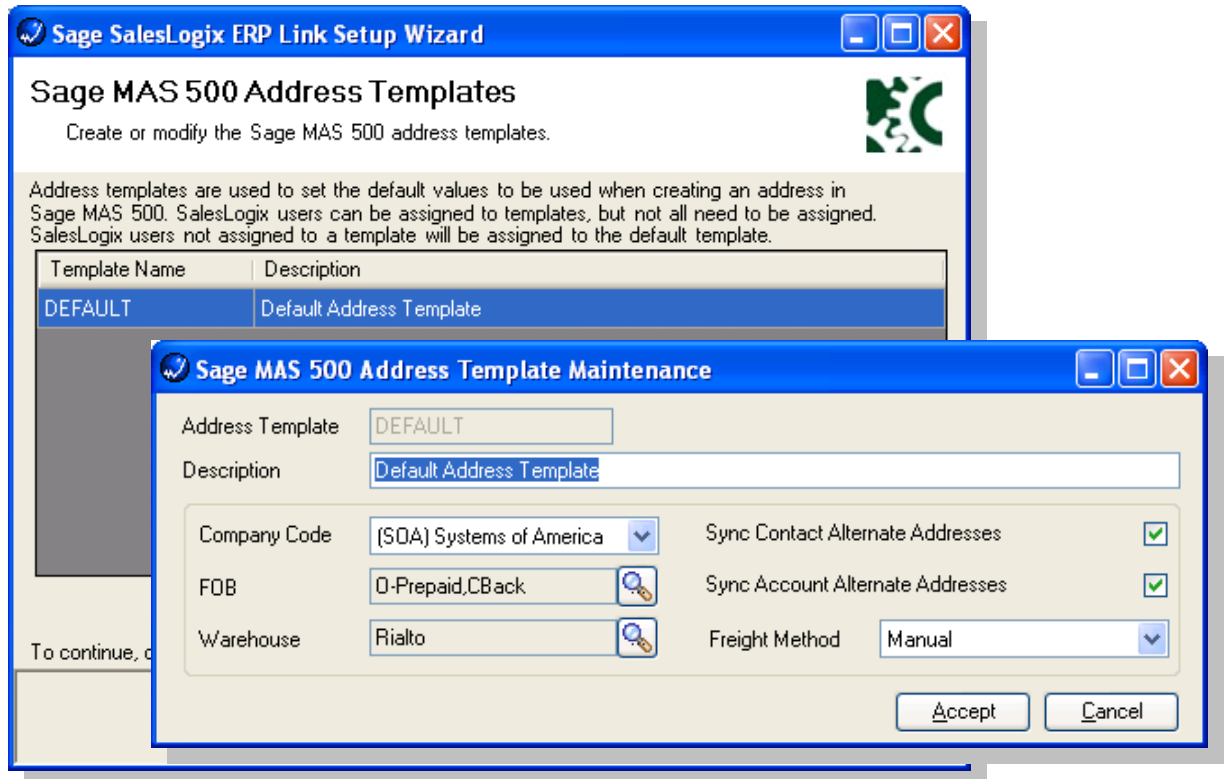 Sage SalesLogix ERP Link Setup Wizard
Sage MAS 500 Address Templates
Create or modify the Sage MAS 500 address templates.
Address templates are used to set the default values to be used when creating an address in
Sage MAS 500. SalesLogix users can be assigned to templates, but not all need to be assigned.
SalesLogix users not assigned to a template will be assigned to the default template.
Template Name Description
DEFAULT Default Address Template
Sage MAS 500 Address Template Maintenance
Address Template DEFAULT
Description Default Address Template
Company Code (SOA) Systems of America Sync Contact Alternate Addresses
FOB O-Prepaid,CBack Sync Account Alternate Addresses
Warehouse Rialto Freight Method Manual
To continue,
Accept Cancel